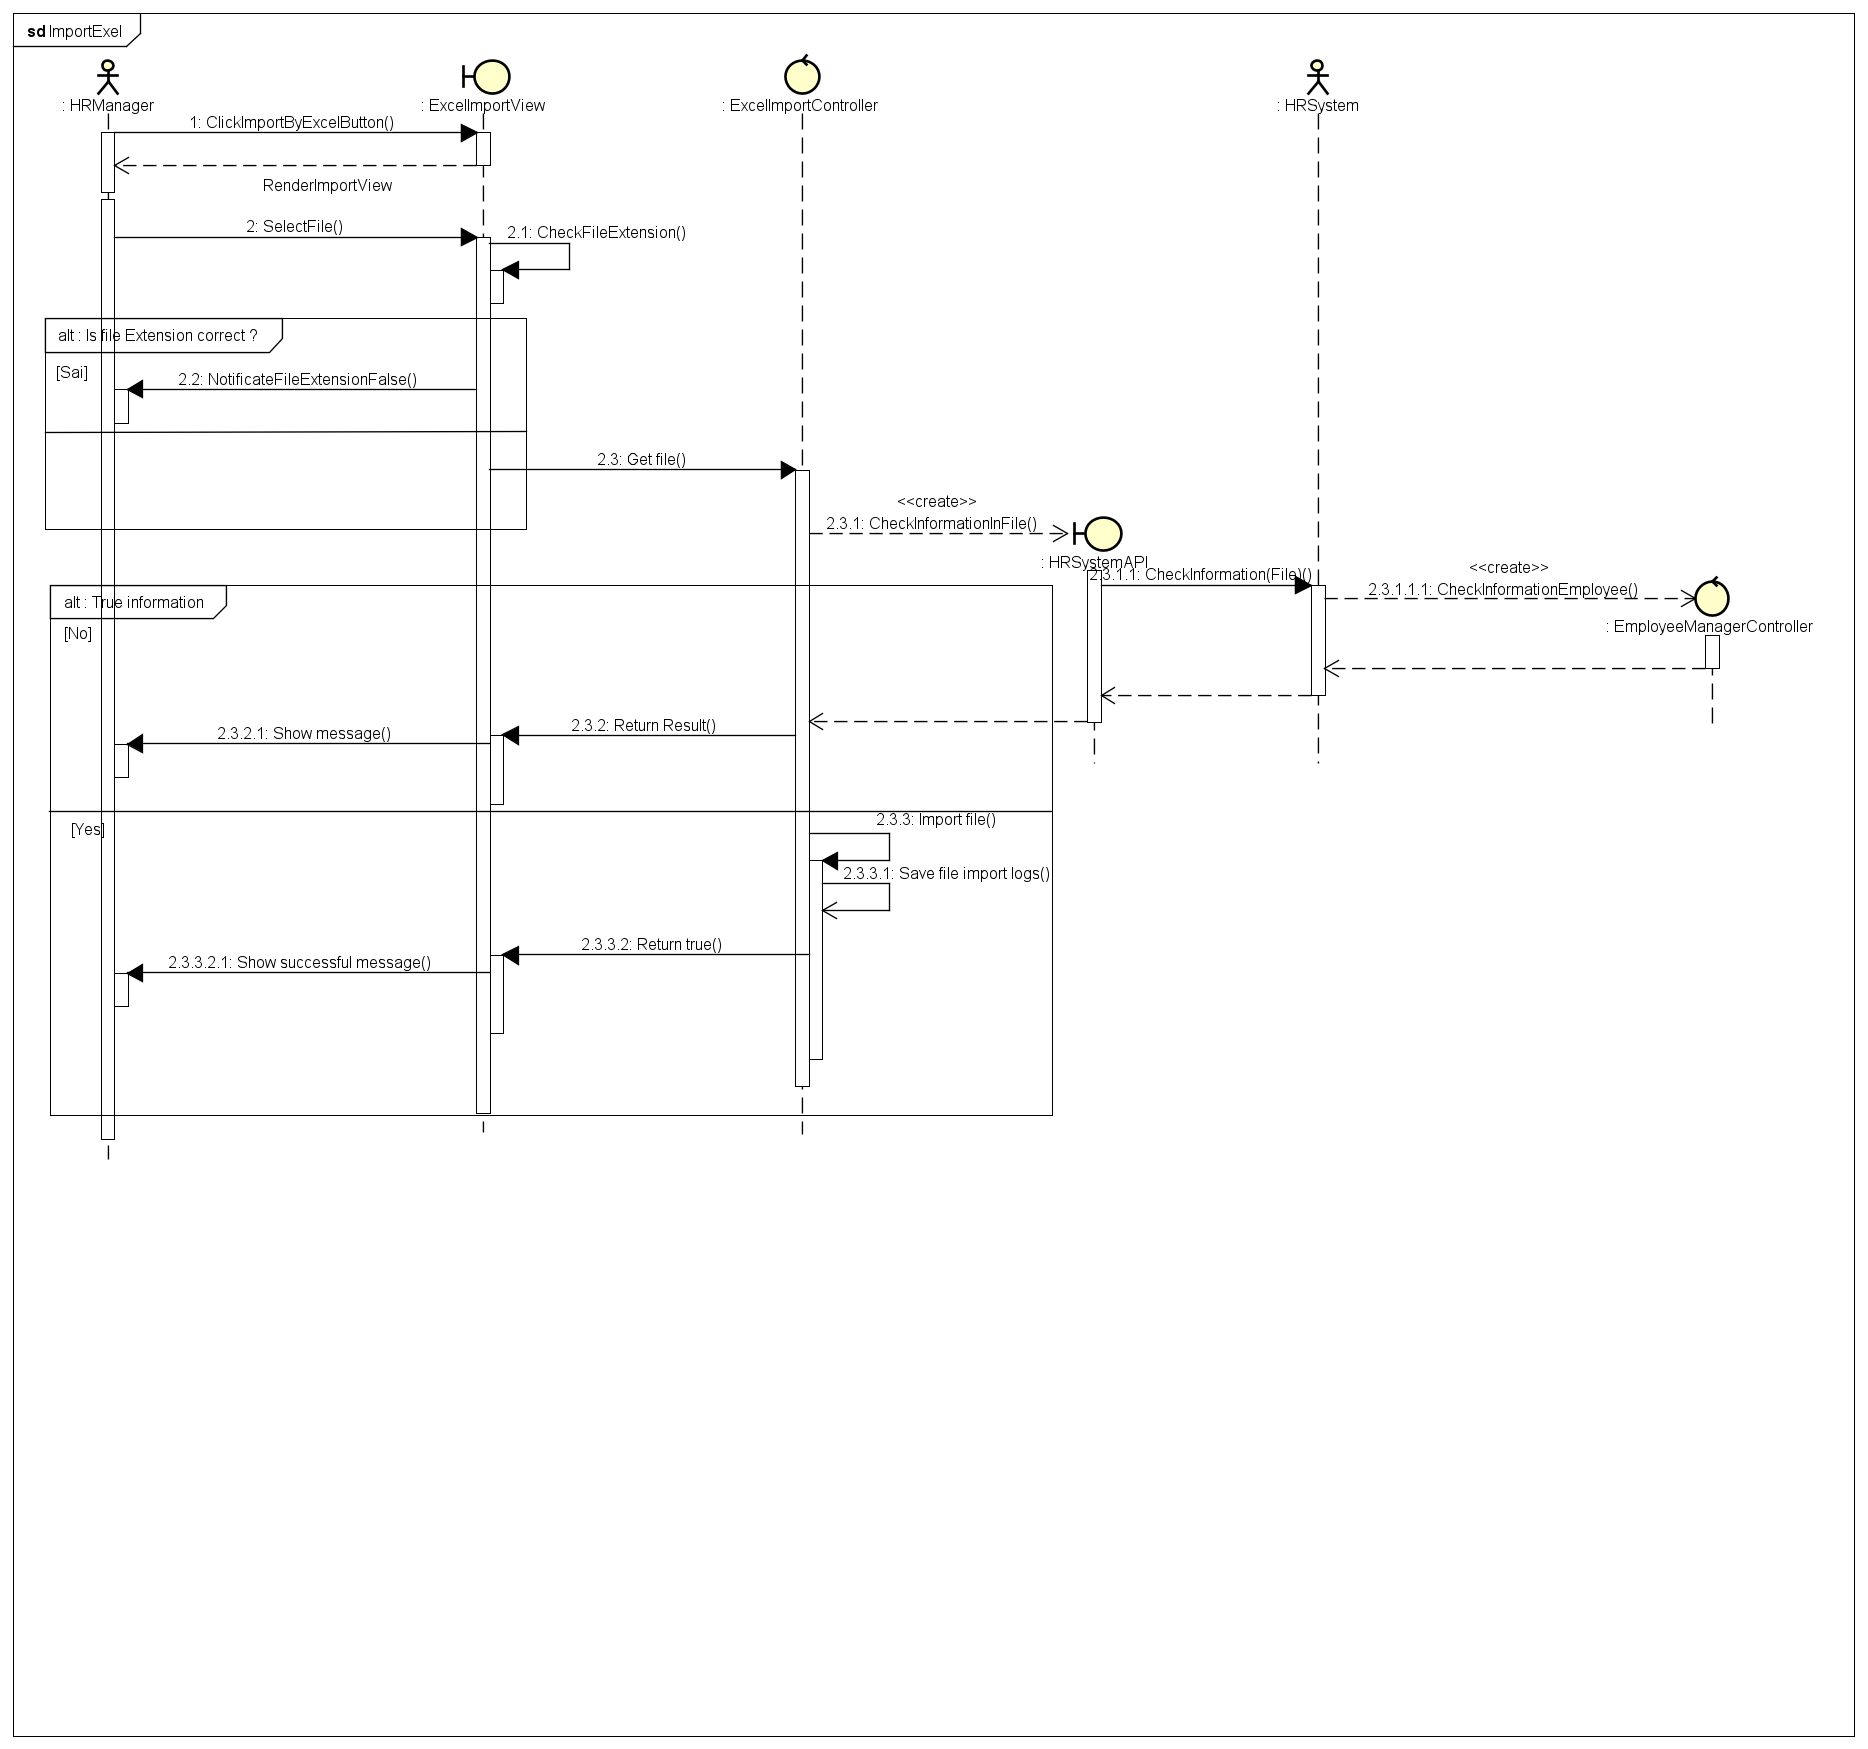 sd ImportExel
: HRManager
: ExcelImportView
: ExcelImportController
: HRSystem
1: ClickImportByExcelButton()
RenderImportView
2: SelectFile()
2.1: CheckFileExtension()
alt : Is file Extension correct ?
[Sai]
2.2: NotificateFileExtensionFalse()
2.3: Get file()
<<create>>
2.3.1: CheckInformationInFile()
: HRSystemAPI
2.3.1.1: CheckInformation(File)()
<<create>>
2.3.1.1.1: CheckInformationEmployee()
: EmployeeManagerController
alt : True information
[No]
2.3.2: Return Result()
2.3.2.1: Show message()
[Yes]
2.3.3: Import file()
2.3.3.1: Save file import logs()
2.3.3.2: Return true()
2.3.3.2.1: Show successful message()